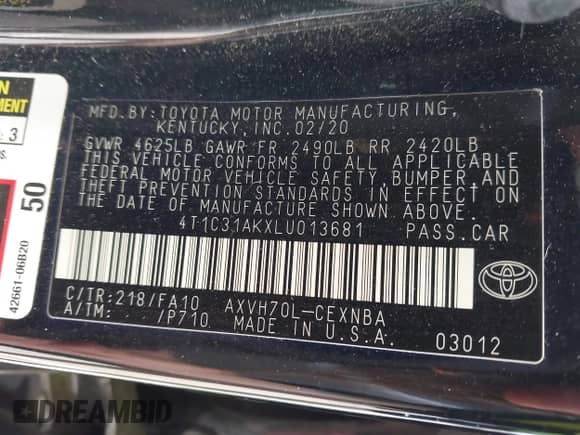 MFD.BY:TOYOTA MOTOR MANUFACTURING,
KENTUCKY, INC.02/20
GVWR 4625LB GAWR FR 2490LB RR 2420LB
THIS VEHICLE CONFORMS TO ALL APPLICABLE
FEDERAL MOTOR VEHICLE SAFETY, BUMPER, AND
THEFT PREVENTION STANDARDS IN EFFECT ON
THE DATE OF MANUFACTURE SHOWN ABOVE.
4T1C31AKXLU013681 PASS.CAR
C/TR:218/FA10 AXVH70L-CEXNBA
A/TM: /P710 MADE IN U.S.A.
03012
3
50
42661-06B20
DREAMBID